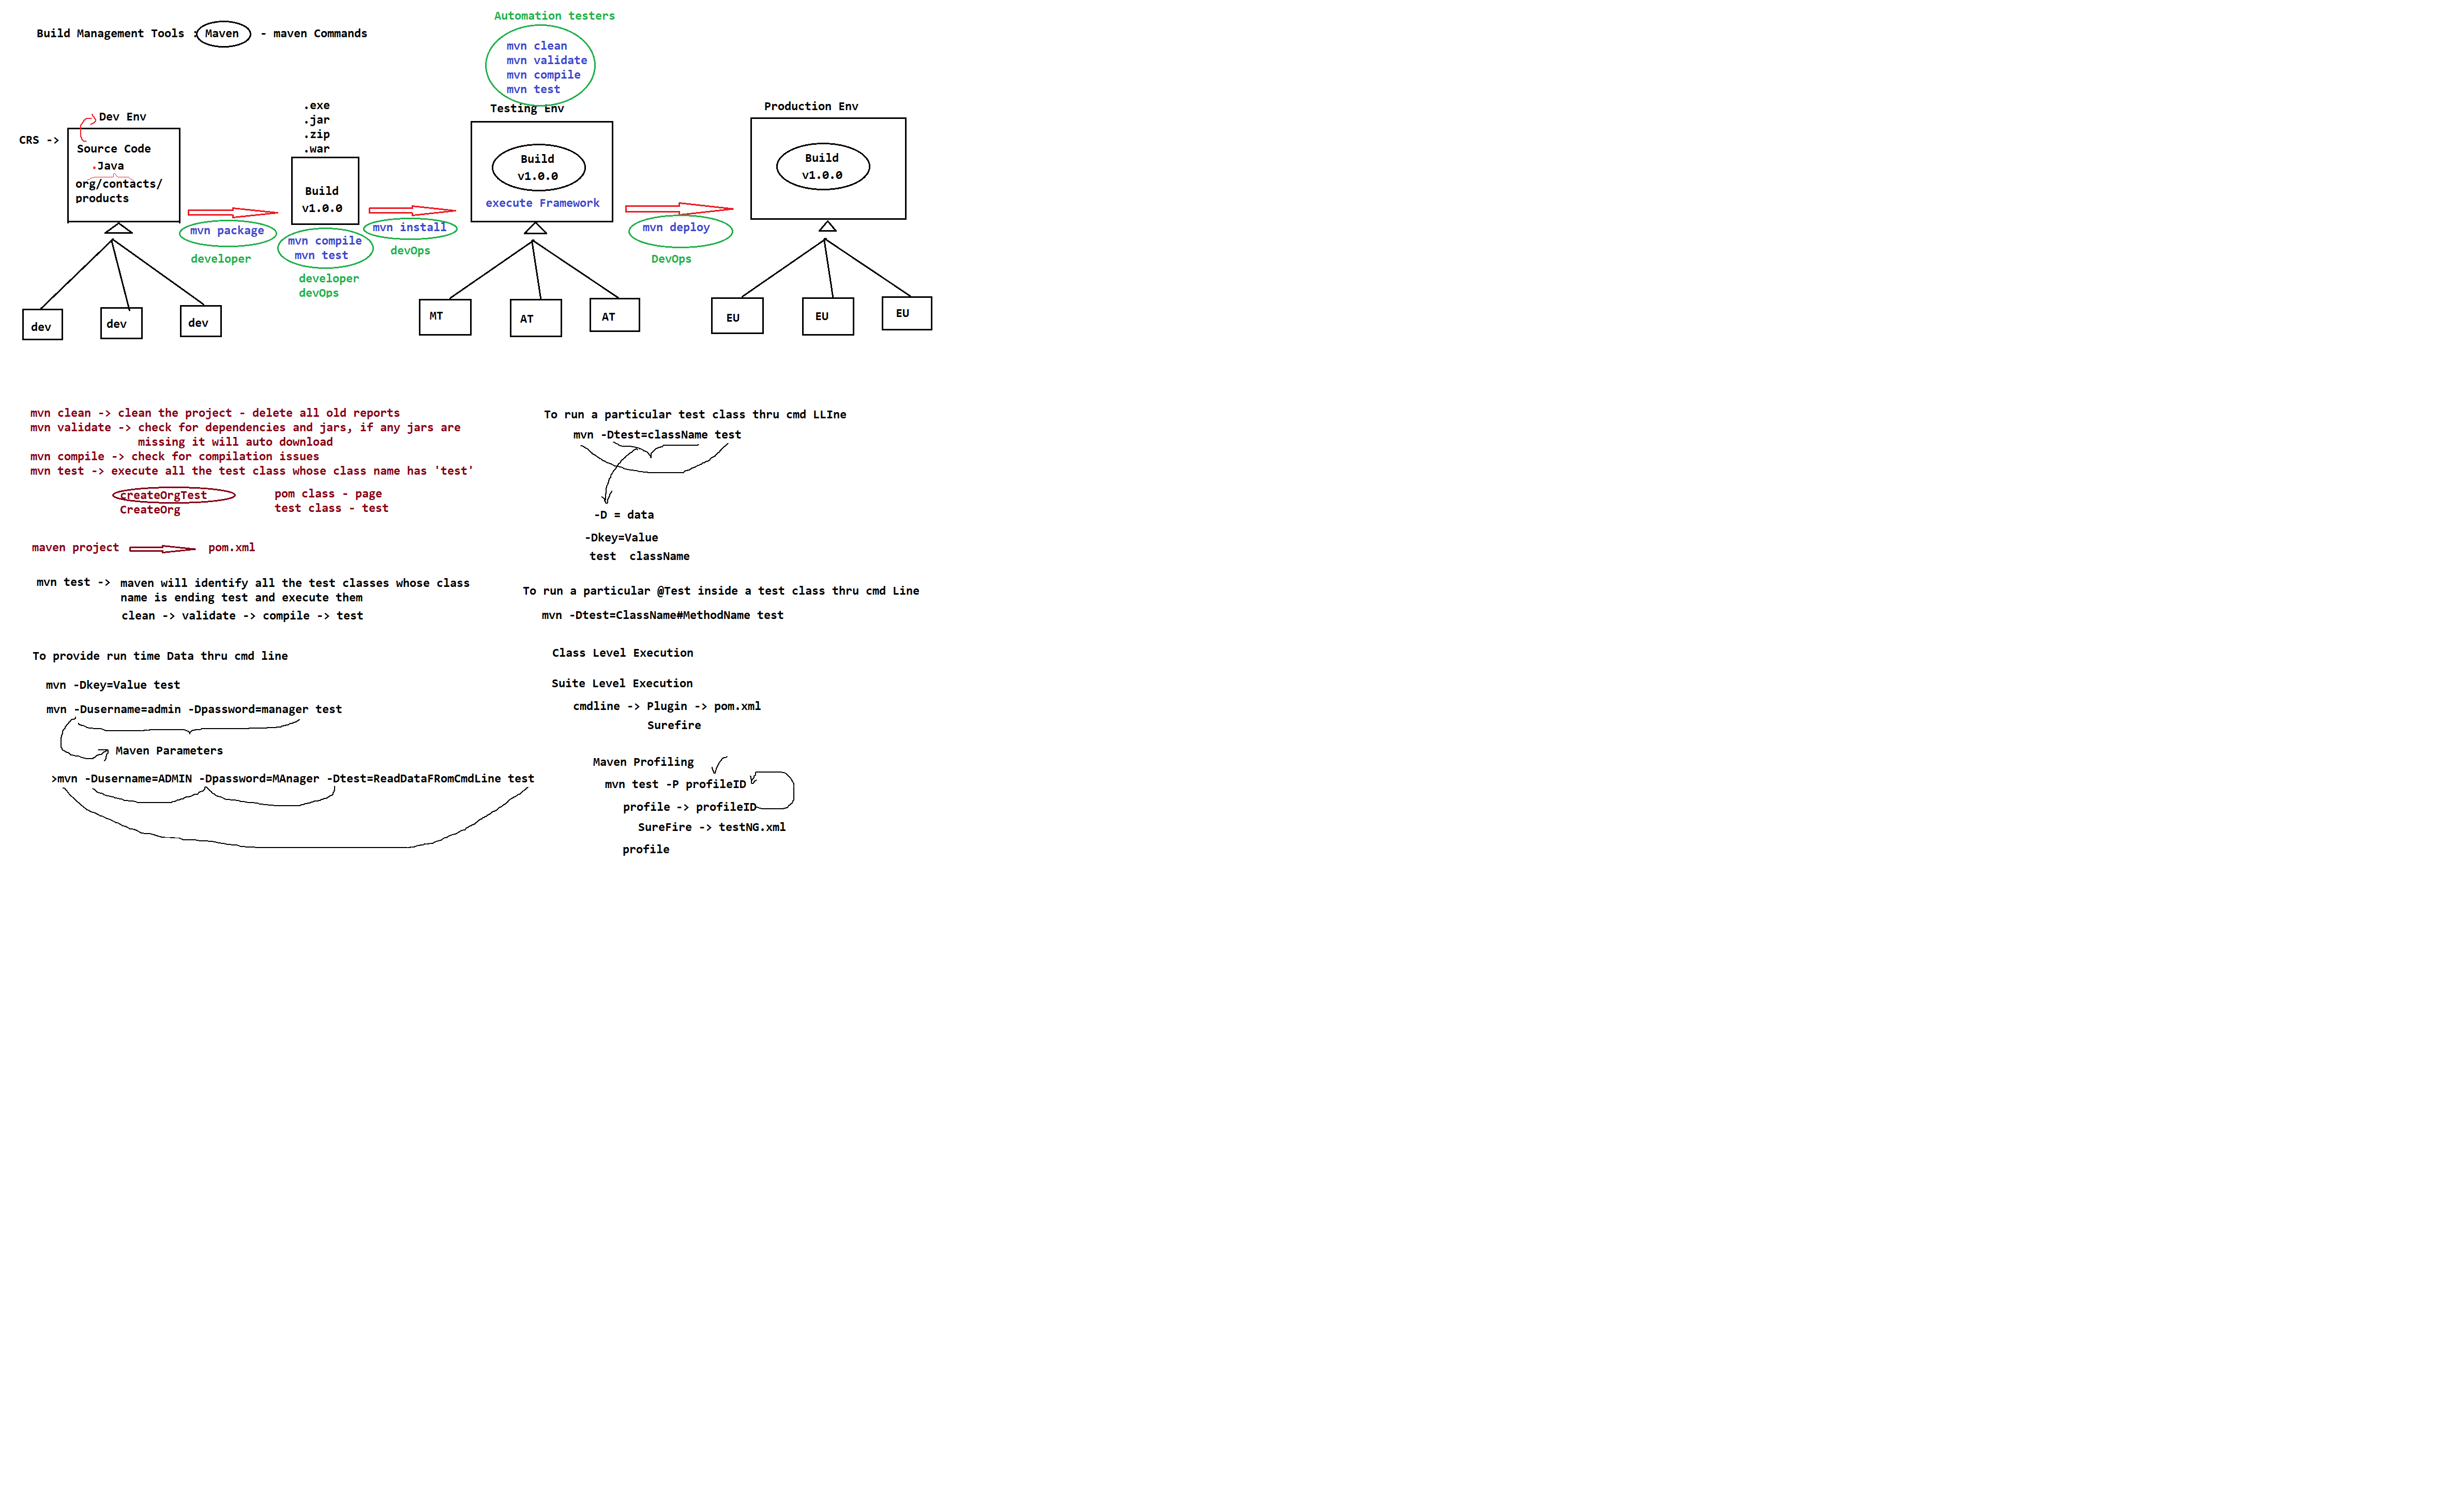 Automation testers
Build Management Tools : Maven - maven Commands
mvn clean
mvn validate
mvn compile
mvn test
.exe
.jar
.zip
.war
Dev Env
CRS ->
Source Code
.Java
org/contacts/
products
Build
v1.0.0
Testing Env
Build
v1.0.0
execute Framework
Production Env
Build
v1.0.0
mvn package
developer
mvn compile
mvn test
developer
devOps
mvn install
devOps
mvn deploy
DevOps
dev
dev
dev
MT
AT
AT
EU
EU
EU
mvn clean -> clean the project - delete all old reports
mvn validate -> check for dependencies and jars, if any jars are
missing it will auto download
mvn compile -> check for compilation issues
mvn test -> execute all the test class whose class name has 'test'
createOrgTest
CreateOrg
pom class - page
test class - test
maven project
pom.xml
mvn test -> maven will identify all the test classes whose class
name is ending test and execute them
clean -> validate -> compile -> test
To provide run time Data thru cmd line
mvn -Dkey=Value test
mvn -Dusername=admin -Dpassword=manager test
Maven Parameters
>mvn -Dusername=ADMIN -Dpassword=MAnager -Dtest=ReadDataFRomCmdLine test
To run a particular test class thru cmd LLIne
mvn -Dtest=className test
-D = data
-Dkey=Value
test className
To run a particular @Test inside a test class thru cmd Line
mvn -Dtest=ClassName#MethodName test
Class Level Execution
Suite Level Execution
cmdline -> Plugin -> pom.xml
Surefire
Maven Profiling
mvn test -P profileID
profile -> profileID
SureFire -> testNG.xml
profile